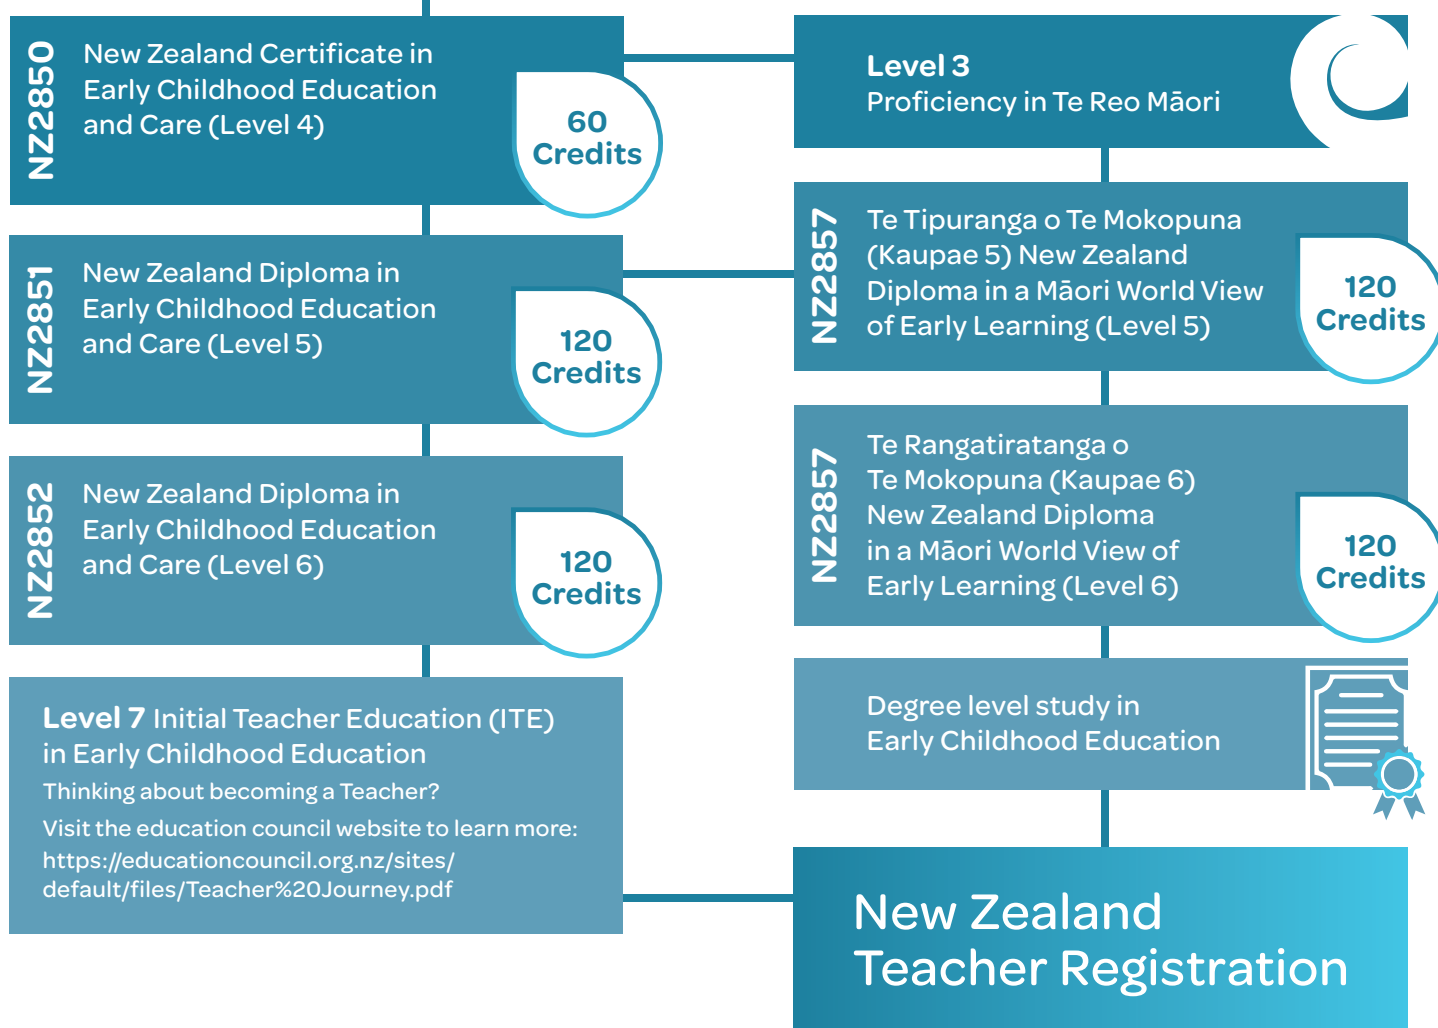 NZ2850
New Zealand Certificate in
Early Childhood Education
and Care (Level 4)
60
Credits
NZ2851
New Zealand Diploma in
Early Childhood Education
and Care (Level 5)
120
Credits
NZ2852
New Zealand Diploma in
Early Childhood Education
and Care (Level 6)
120
Credits
Level 7 Initial Teacher Education (ITE)
in Early Childhood Education
Thinking about becoming a Teacher?
Visit the education council website to learn more:
https://educationcouncil.org.nz/sites/
default/files/Teacher%20Journey.pdf
Level 3
Proficiency in Te Reo Māori
NZ2857
Te Tipuranga o Te Mokopuna
(Kaupae 5) New Zealand
Diploma in a Māori World View
of Early Learning (Level 5)
120
Credits
NZ2857
Te Rangatiratanga o
Te Mokopuna (Kaupae 6)
New Zealand Diploma
in a Māori World View of
Early Learning (Level 6)
120
Credits
Degree level study in
Early Childhood Education
New Zealand
Teacher Registration